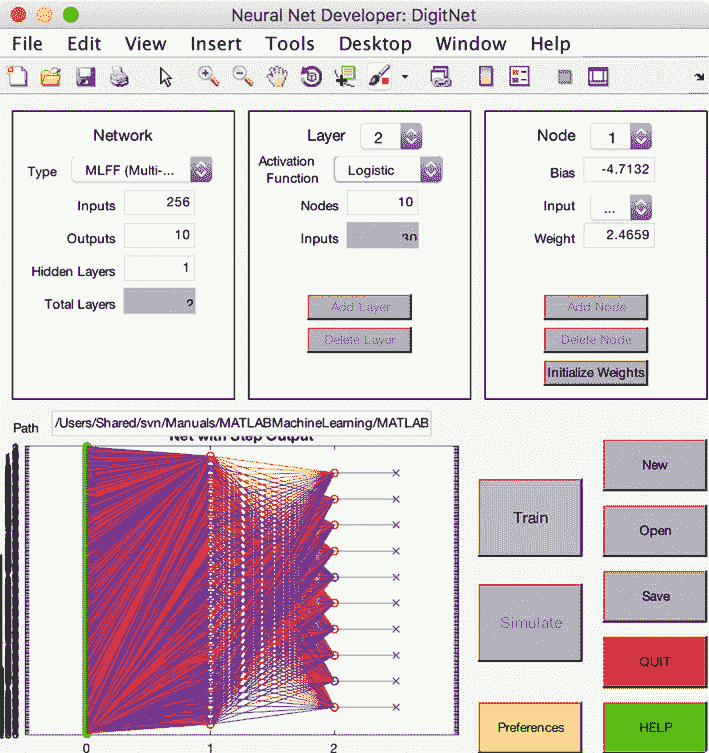 Neural Net Developer: DigitNet
File Edit View Insert Tools Desktop Window Help
Network
Type MLFF (Multi-...
Inputs 256
Outputs 10
Hidden Layers 1
Total Layers 2
Layer 2
Activation
Function Logistic
Nodes 10
Inputs 30
Add Layer
Delete Layer
Node 1
Bias -4.7132
Input ...
Weight 2.4659
Add Node
Delete Node
Initialize Weights
Path /Users/Shared/svn/Manuals/MATLABMachineLearning/MATLAB
Net with Step Output
0 1 2
Train
Simulate
Preferences
New
Open
Save
QUIT
HELP